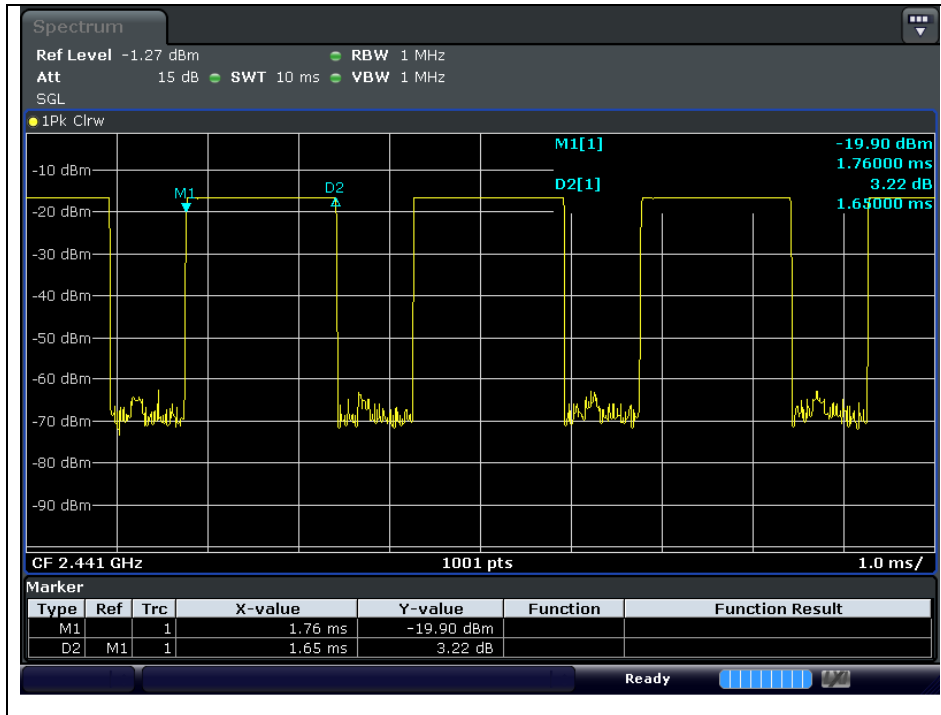 Spectrum
Ref Level -1.27 dBm RBW 1 MHz
Att 15 dB SWT 10 ms VBW 1 MHz
SGL
1Pk Clrw
M1[1] -19.90 dBm
1.76000 ms
D2[1] 3.22 dB
1.65000 ms
M1
D2
-10 dBm
-20 dBm
-30 dBm
-40 dBm
-50 dBm
-60 dBm
-70 dBm
-80 dBm
-90 dBm
CF 2.441 GHz 1001 pts 1.0 ms/
Marker
Type Ref Trc X-value Y-value Function Function Result
M1 1 1.76 ms -19.90 dBm
D2 M1 1 1.65 ms 3.22 dB
Ready